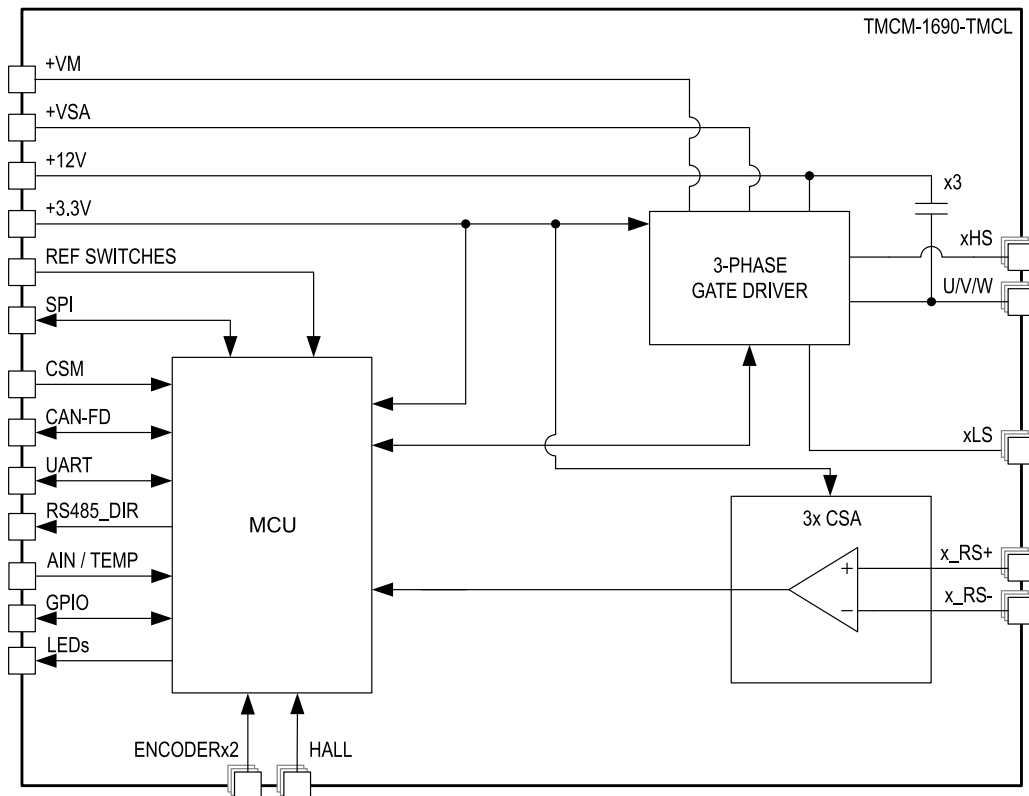 TMCM-1690-TMCL
+VM
+VSA
+12V
+3.3V
REF SWITCHES
SPI
CSM
CAN-FD
UART
RS485_DIR
AIN / TEMP
GPIO
LEDs
MCU
ENCODERx2
HALL
3-PHASE
GATE DRIVER
x3
xHS
U/V/W
xLS
3x CSA
+
−
x_RS+
x_RS-